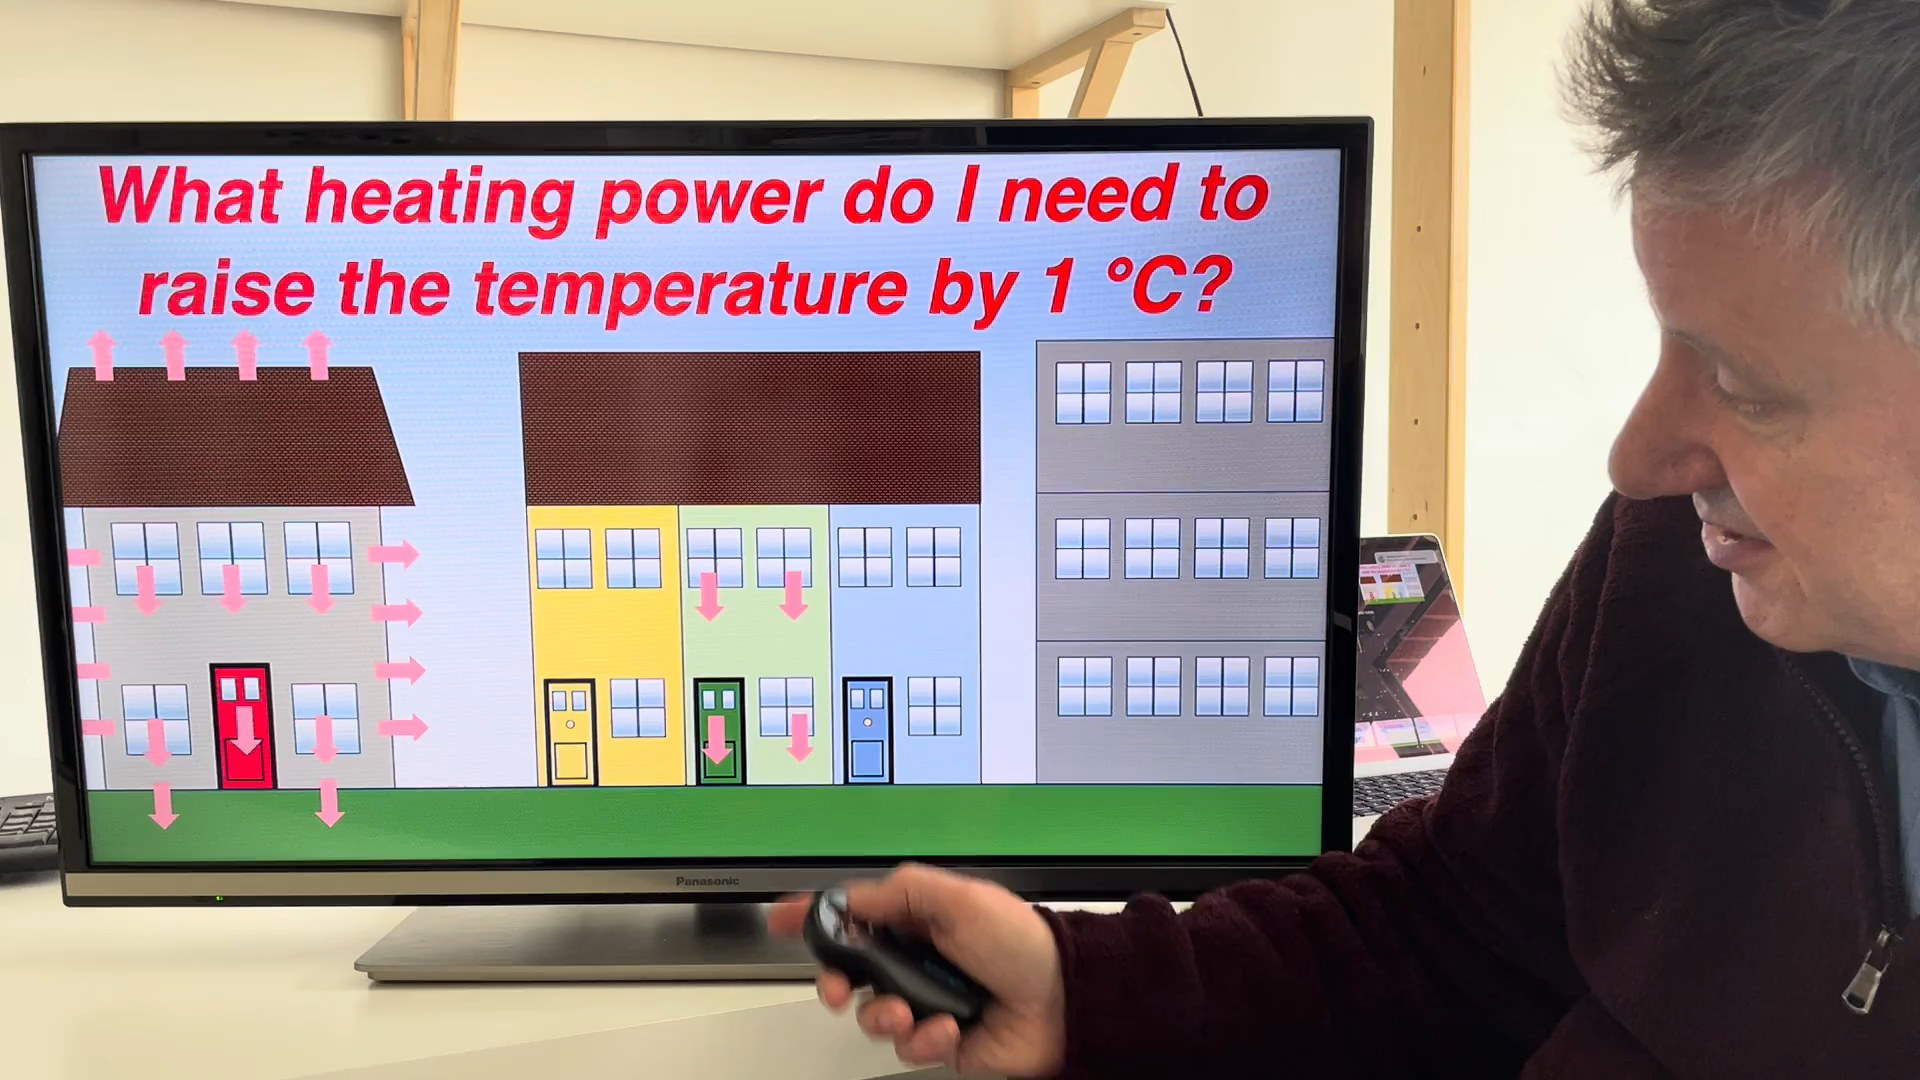 What heating power do I need to
raise the temperature by 1 °C?
Panasonic